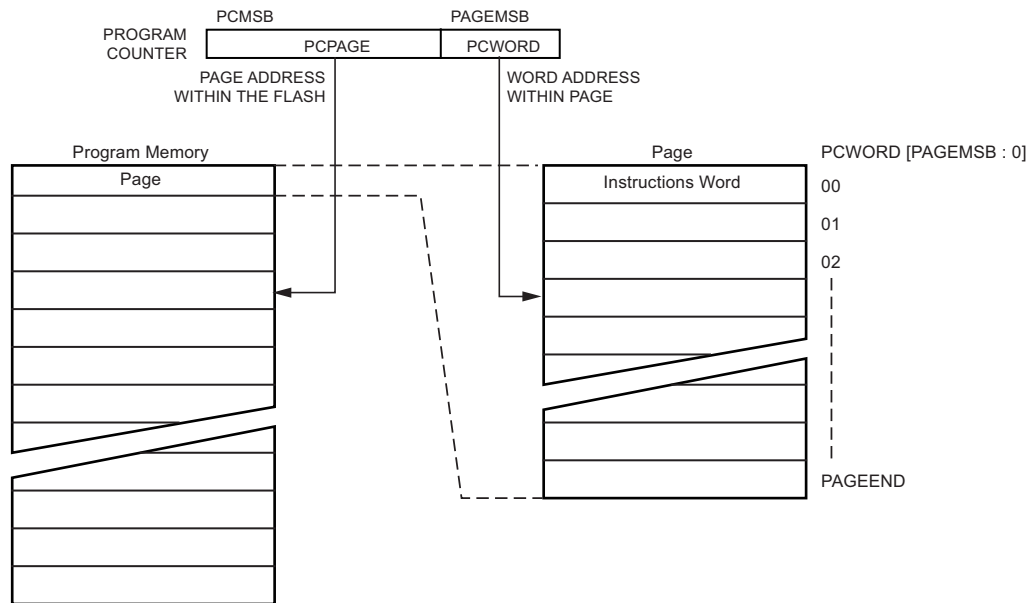 PCMSB
PAGEMSB
PROGRAM
COUNTER
PCPAGE
PCWORD
PAGE ADDRESS
WITHIN THE FLASH
WORD ADDRESS
WITHIN PAGE
Program Memory
Page
Page
Instructions Word
PCWORD [PAGEMSB : 0]
00
01
02
PAGEEND